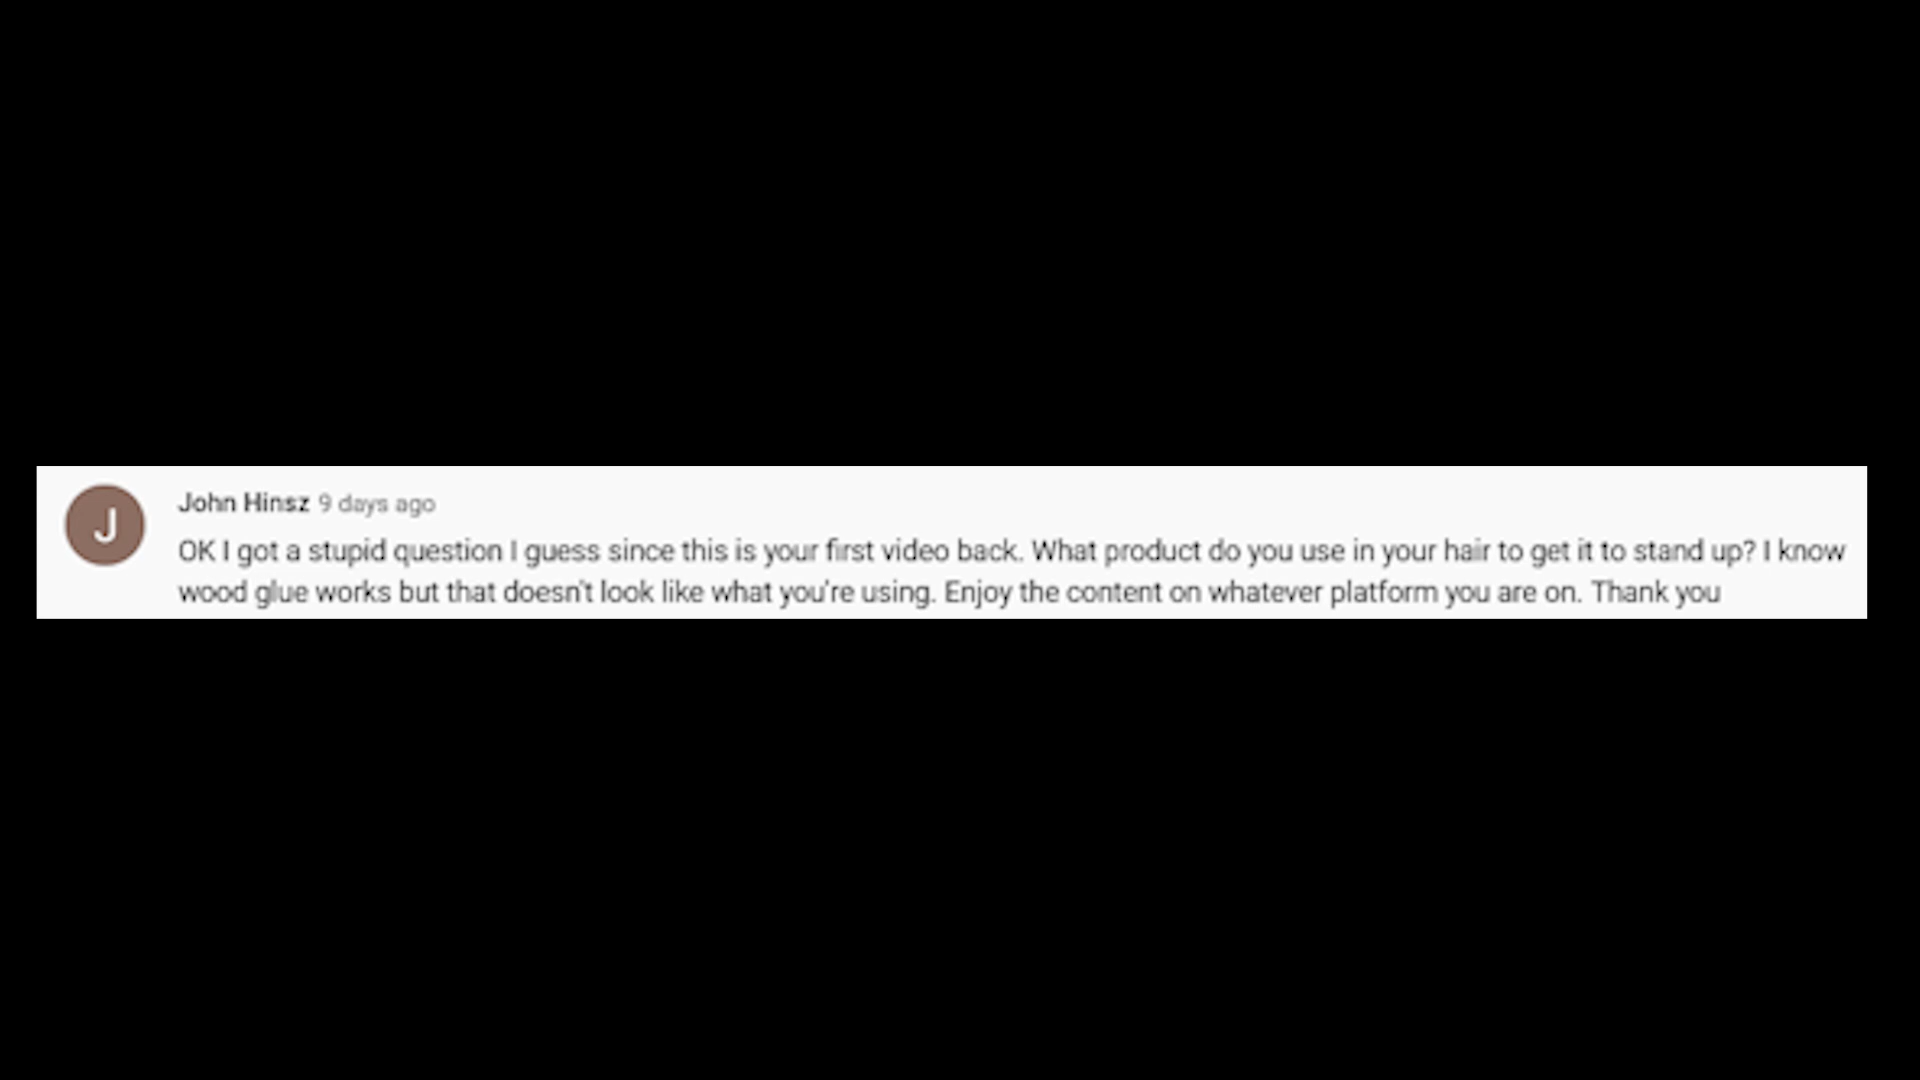 J
John Hinsz 9 days ago
OK I got a stupid question I guess since this is your first video back. What product do you use in your hair to get it to stand up? I know
wood glue works but that doesn't look like what you're using. Enjoy the content on whatever platform you are on. Thank you